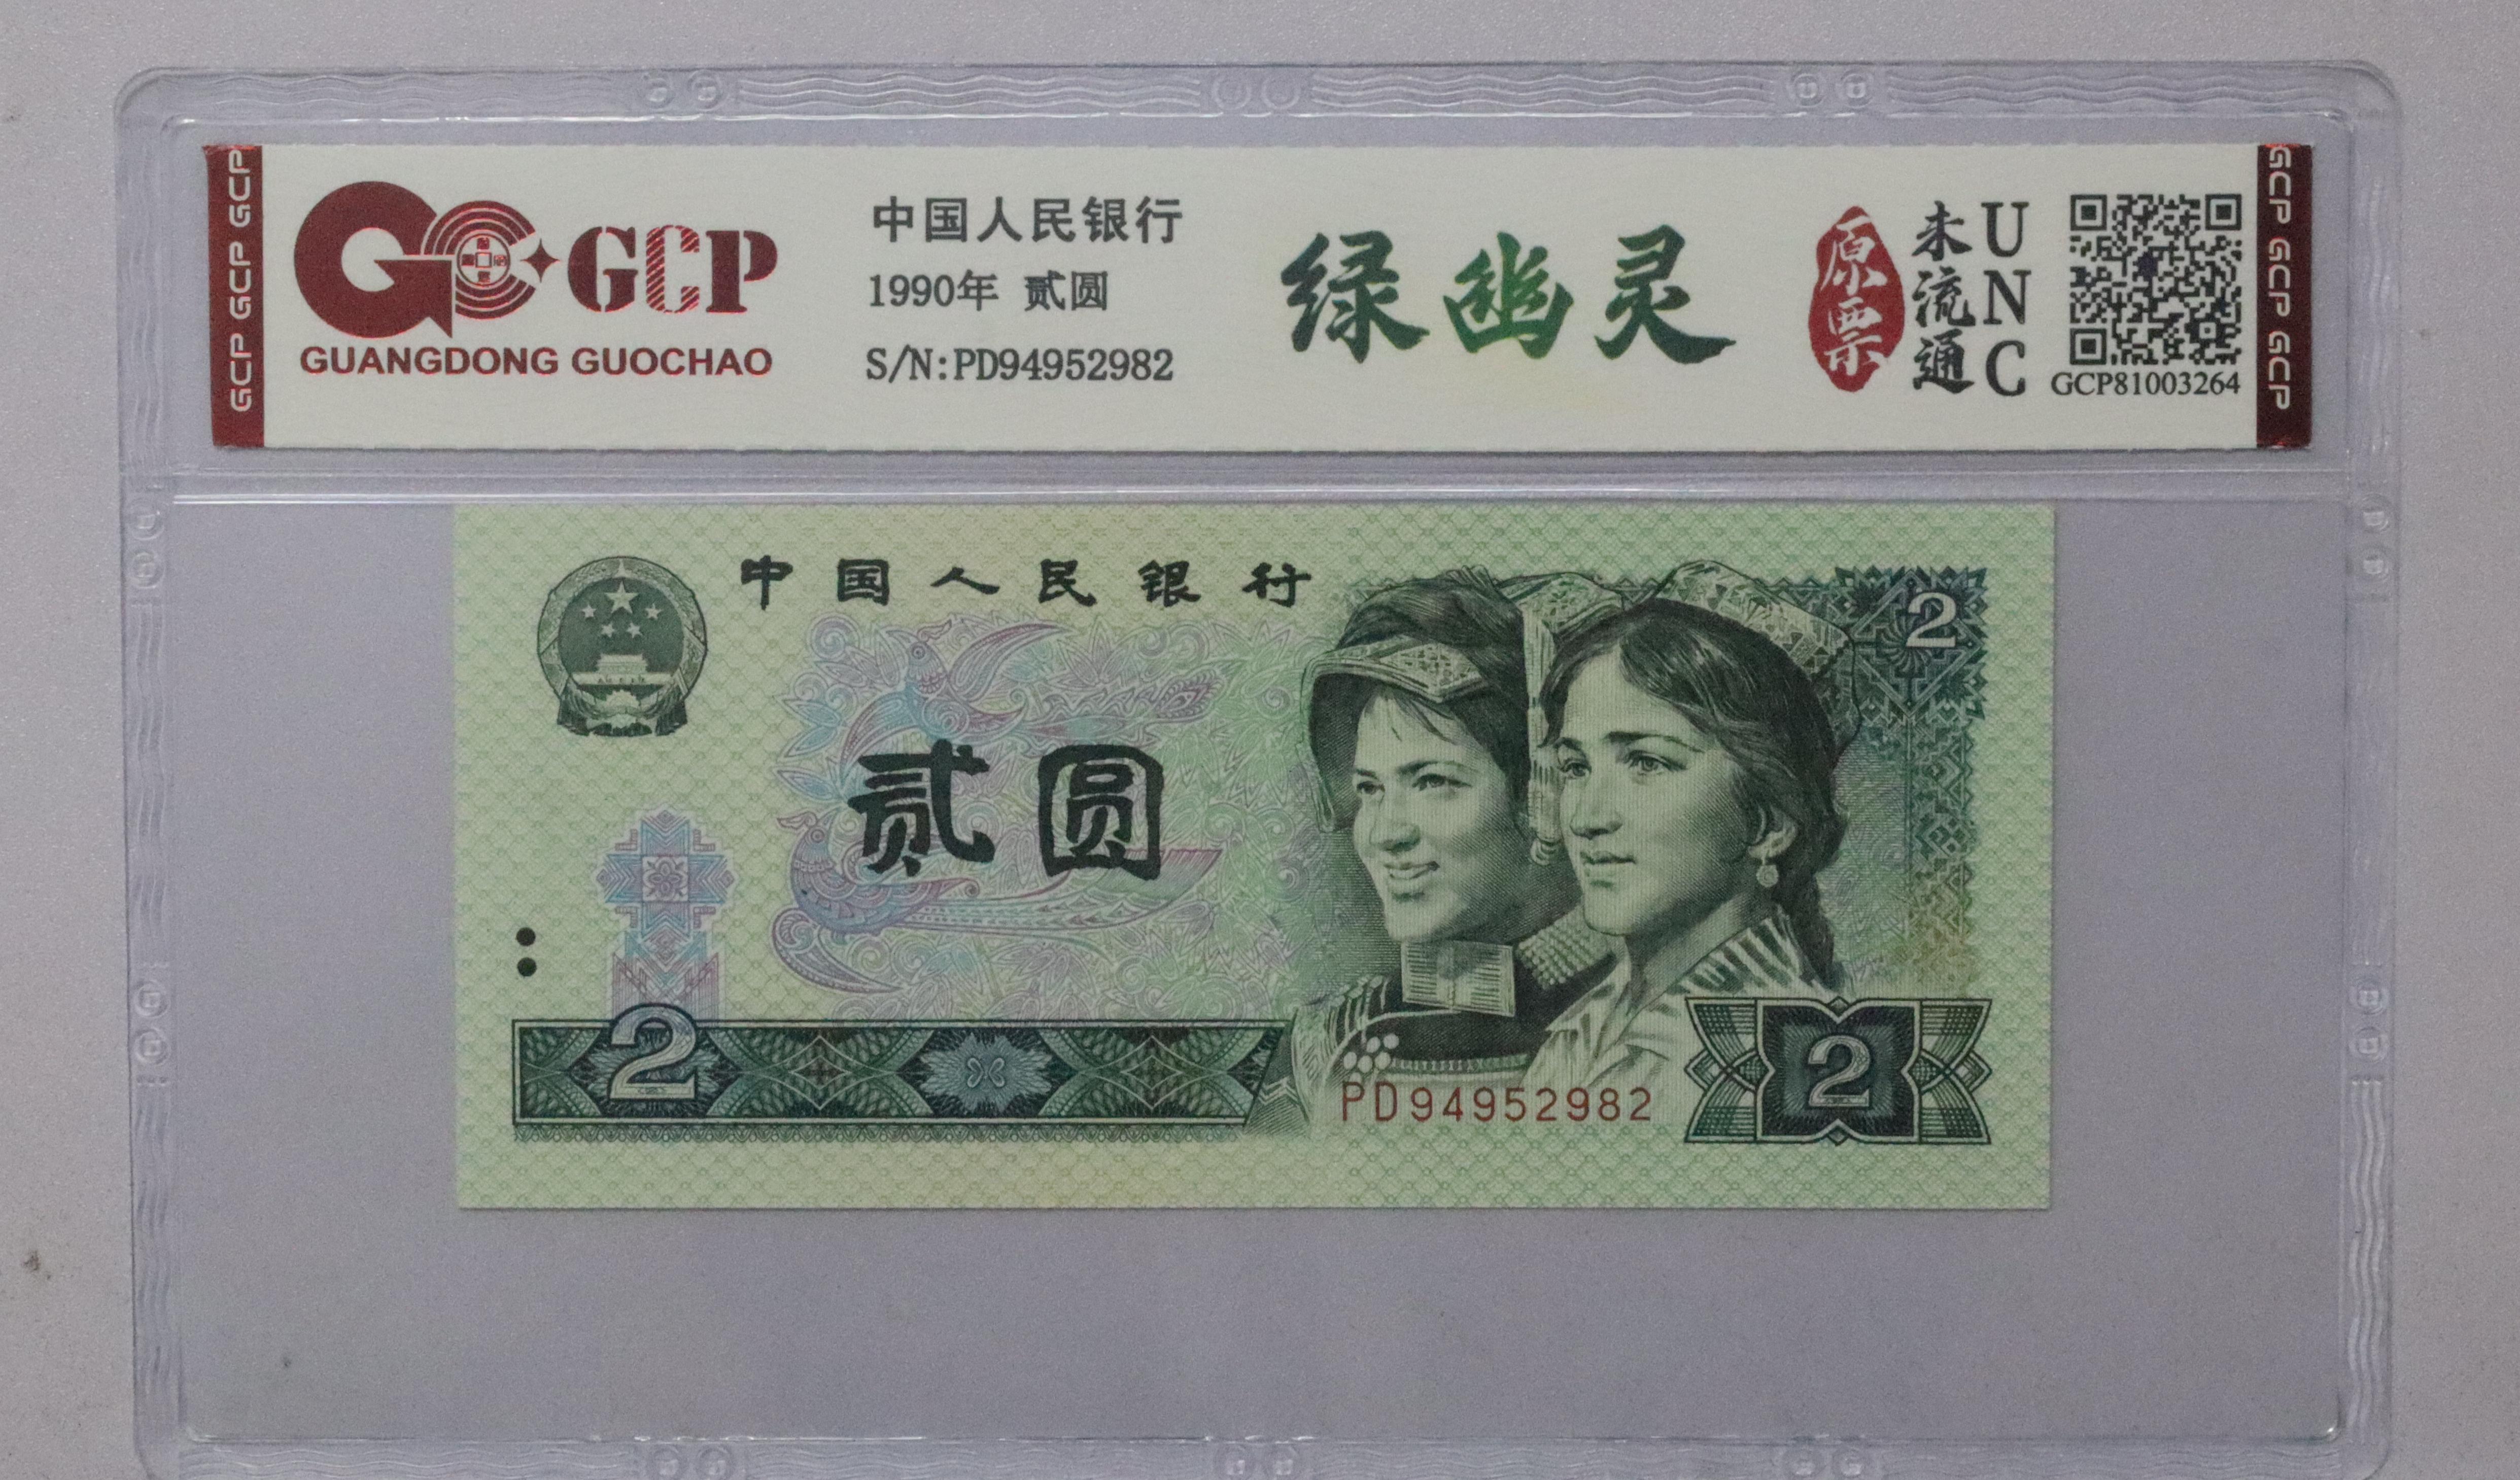 GCP GCP GCP
GCP
GUANGDONG GUOCHAO
中国人民银行
1990年 贰圆
S/N:PD94952982
绿幽灵
原票
未流通
UNC
GCP81003264
GCP GCP GCP
中国人民银行
2
贰圆
2
PD94952982
2